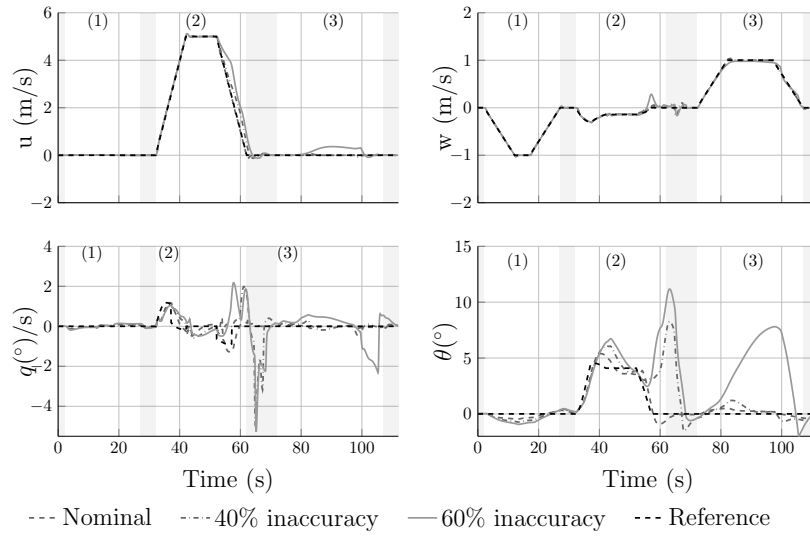 (1) (2) (3)
6
4
2
0
−2
u (m/s)
(1) (2) (3)
2
1
0
−1
−2
w (m/s)
(1) (2) (3)
4
2
0
−2
−4
q(°)/s
0 20 40 60 80 100
Time (s)
(1) (2) (3)
15
10
5
0
θ(°)
0 20 40 60 80 100
Time (s)
Nominal 40% inaccuracy 60% inaccuracy Reference